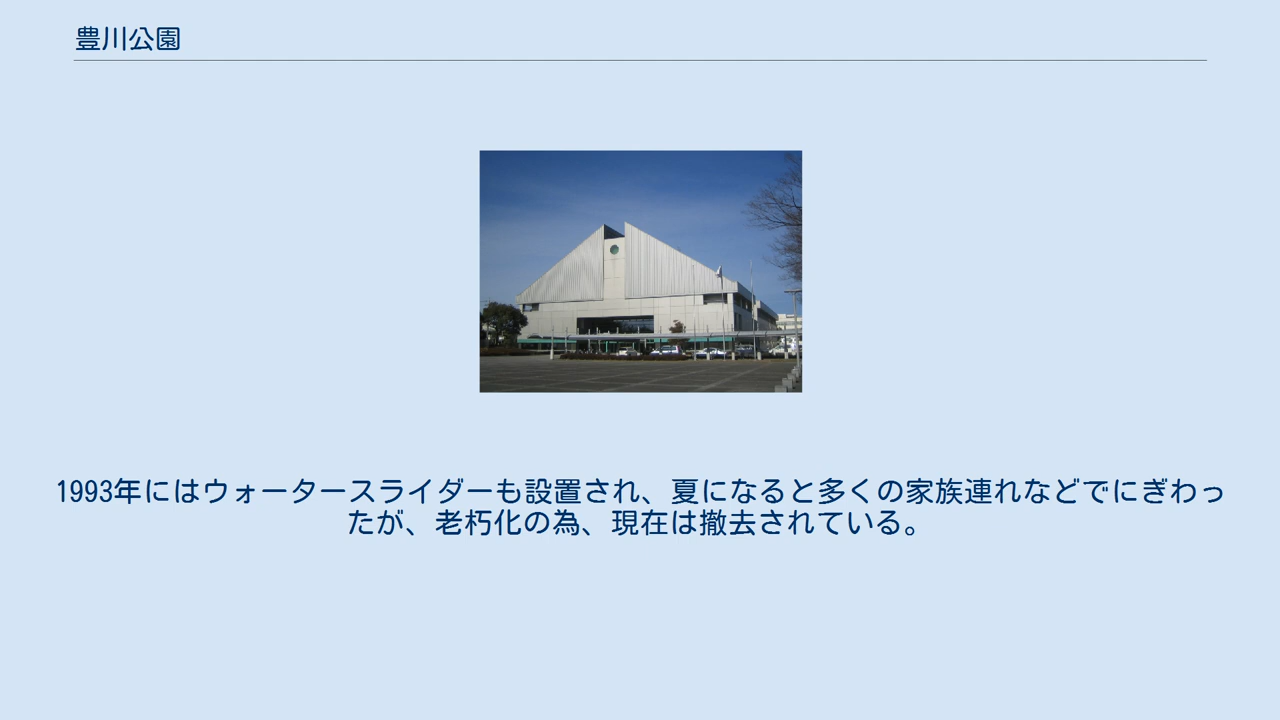 豊川公園
1993年にはウォータースライダーも設置され、夏になると多くの家族連れなどでにぎわっ
たが、老朽化の為、現在は撤去されている。